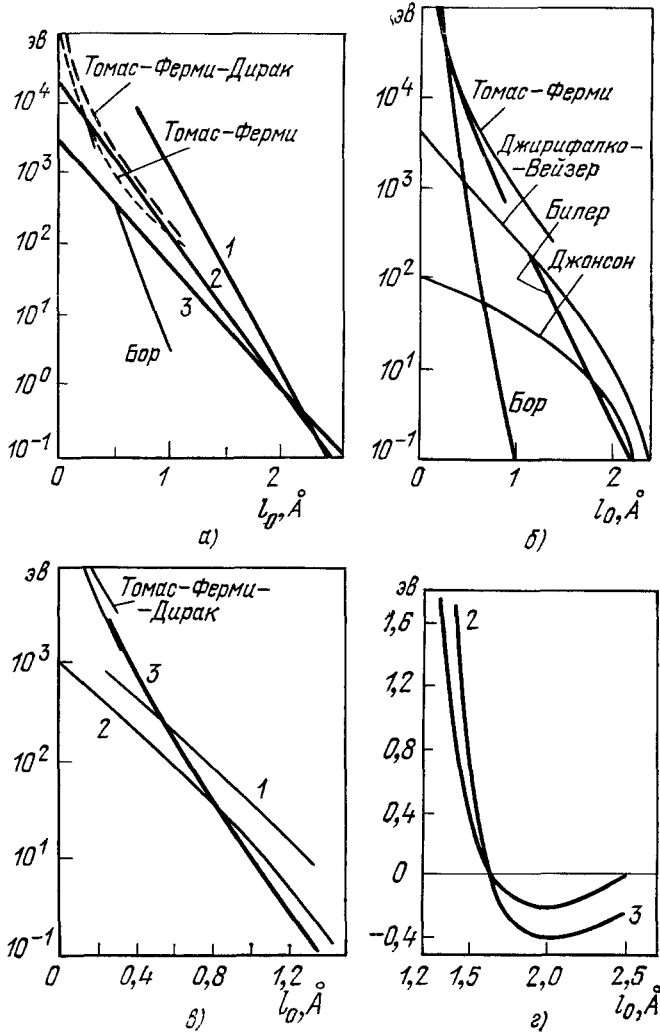 эв
10⁴
10³
10²
10¹
10⁰
10⁻¹
Томас-Ферми-Дирак
Томас-Ферми
1
2
3
Бор
0
1
2
l₀, Å
а)
эв
10⁴
10³
10²
10¹
10⁻¹
Томас-Ферми
Джирифалко-
-Вейзер
Билер
Джонсон
Бор
0
1
2
l₀, Å
б)
эв
10³
10²
10¹
10⁻¹
Томас-Ферми-
-Дирак
3
2
1
0
0,4
0,8
1,2
l₀, Å
в)
эв
1,6
1,2
0,8
0,4
0
-0,4
2
3
1,2
1,5
2,0
2,5
l₀, Å
г)